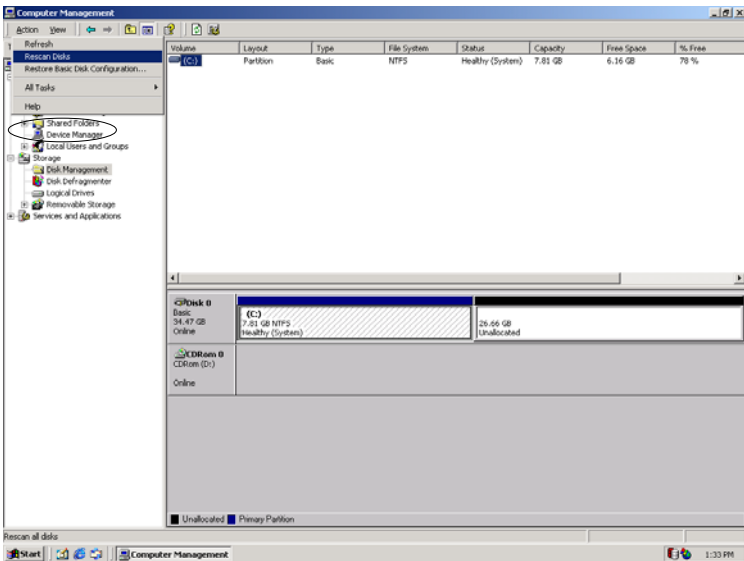 Computer Management
Action View
Refresh
Rescan Disks
Restore Basic Disk Configuration...
All Tasks
Help
Shared Folders
Device Manager
Local Users and Groups
Storage
Disk Management
Disk Defragmenter
Logical Drives
Removable Storage
Services and Applications
Volume Layout Type File System Status Capacity Free Space % Free
(C:) Partition Basic NTFS Healthy (System) 7.81 GB 6.16 GB 78 %
Disk 0
Basic
34.47 GB
Online
(C:)
7.81 GB NTFS
Healthy (System)
26.66 GB
Unallocated
CDRom 0
CDRom (D:)
Online
Unallocated Primary Partition
Rescan all disks
Start Computer Management 1:33 PM